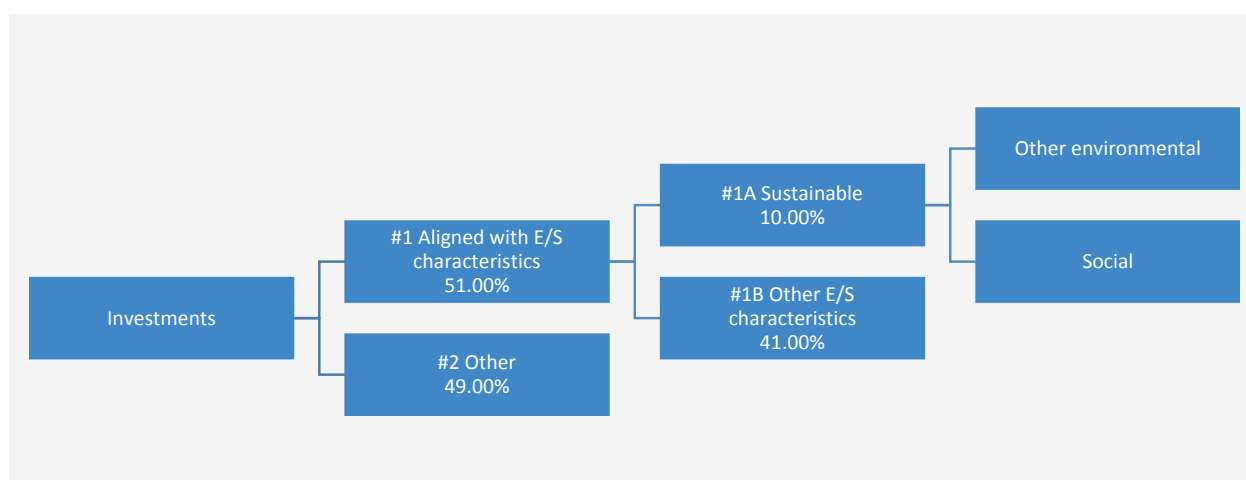 Investments
#1 Aligned with E/S
characteristics
51.00%
#2 Other
49.00%
#1A Sustainable
10.00%
#1B Other E/S
characteristics
41.00%
Other environmental
Social